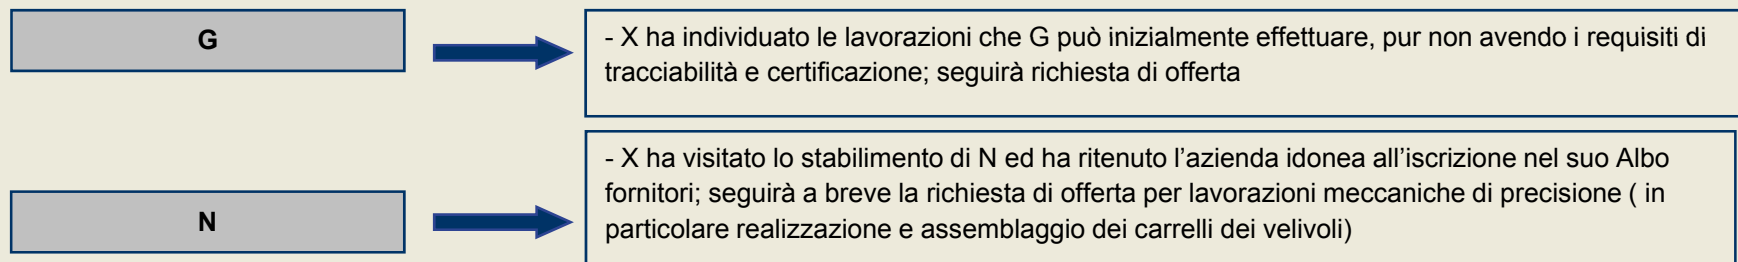 G
- X ha individuato le lavorazioni che G può inizialmente effettuare, pur non avendo i requisiti di
tracciabilità e certificazione; seguirà richiesta di offerta
N
- X ha visitato lo stabilimento di N ed ha ritenuto l’azienda idonea all’iscrizione nel suo Albo
fornitori; seguirà a breve la richiesta di offerta per lavorazioni meccaniche di precisione ( in
particolare realizzazione e assemblaggio dei carrelli dei velivoli)